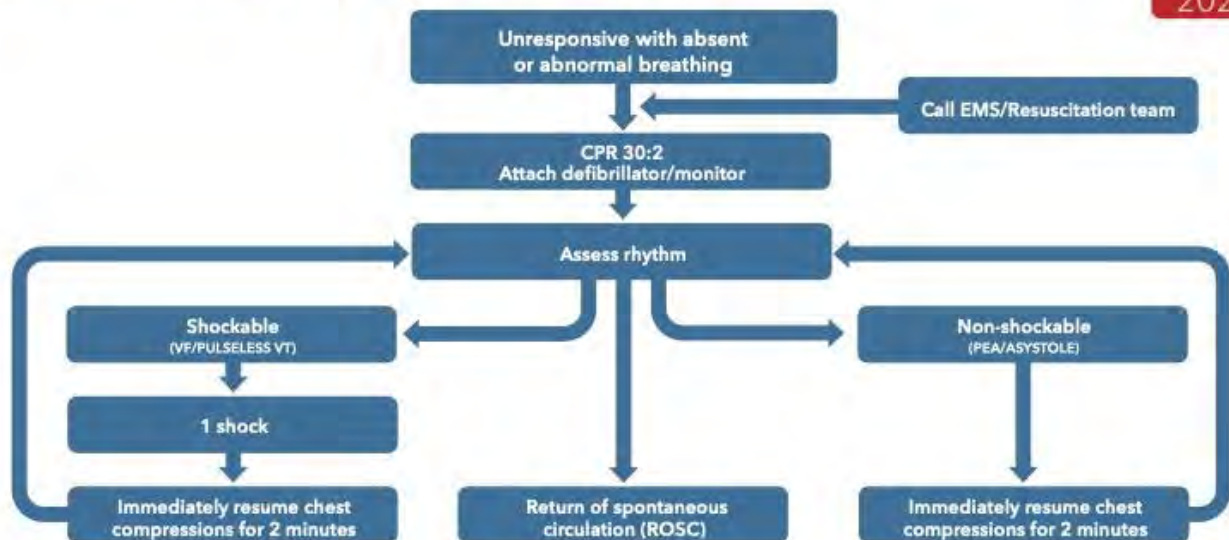 202
Unresponsive with absent
or abnormal breathing
Call EMS/Resuscitation team
CPR 30:2
Attach defibrillator/monitor
Assess rhythm
Shockable
(VF/PULSELESS VT)
Non-shockable
(PEA/ASYSTOLE)
1 shock
Immediately resume chest
compressions for 2 minutes
Return of spontaneous
circulation (ROSC)
Immediately resume chest
compressions for 2 minutes